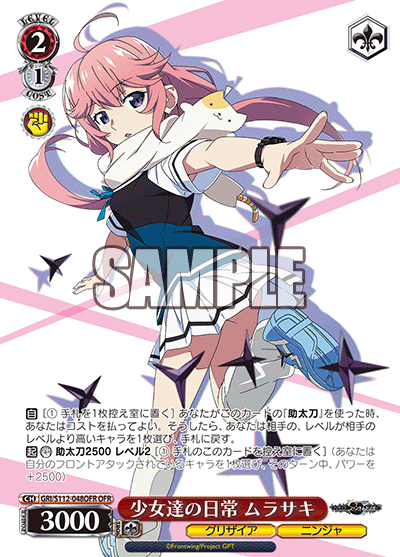 LEVEL
2
1
COST
SAMPLE
自 [① 手札を1枚控え室に置く] あなたがこのカードの「助太刀」を使った時、
あなたはコストを払ってよい。そうしたら、あなたは相手の、レベルが相手の
レベルより高いキャラを1枚選び、手札に戻す。
起 助太刀2500 レベル2 [① 手札のこのカードを控え室に置く] (あなたは
自分のフロントアタックされているキャラを1枚選び、そのターン中、パワーを
+2500)
CH GRI/S112-048OFR OFR
3000
少女達の日常 ムラサキ
グリザイア
ニンジャ
©Frontwing/Project GPT